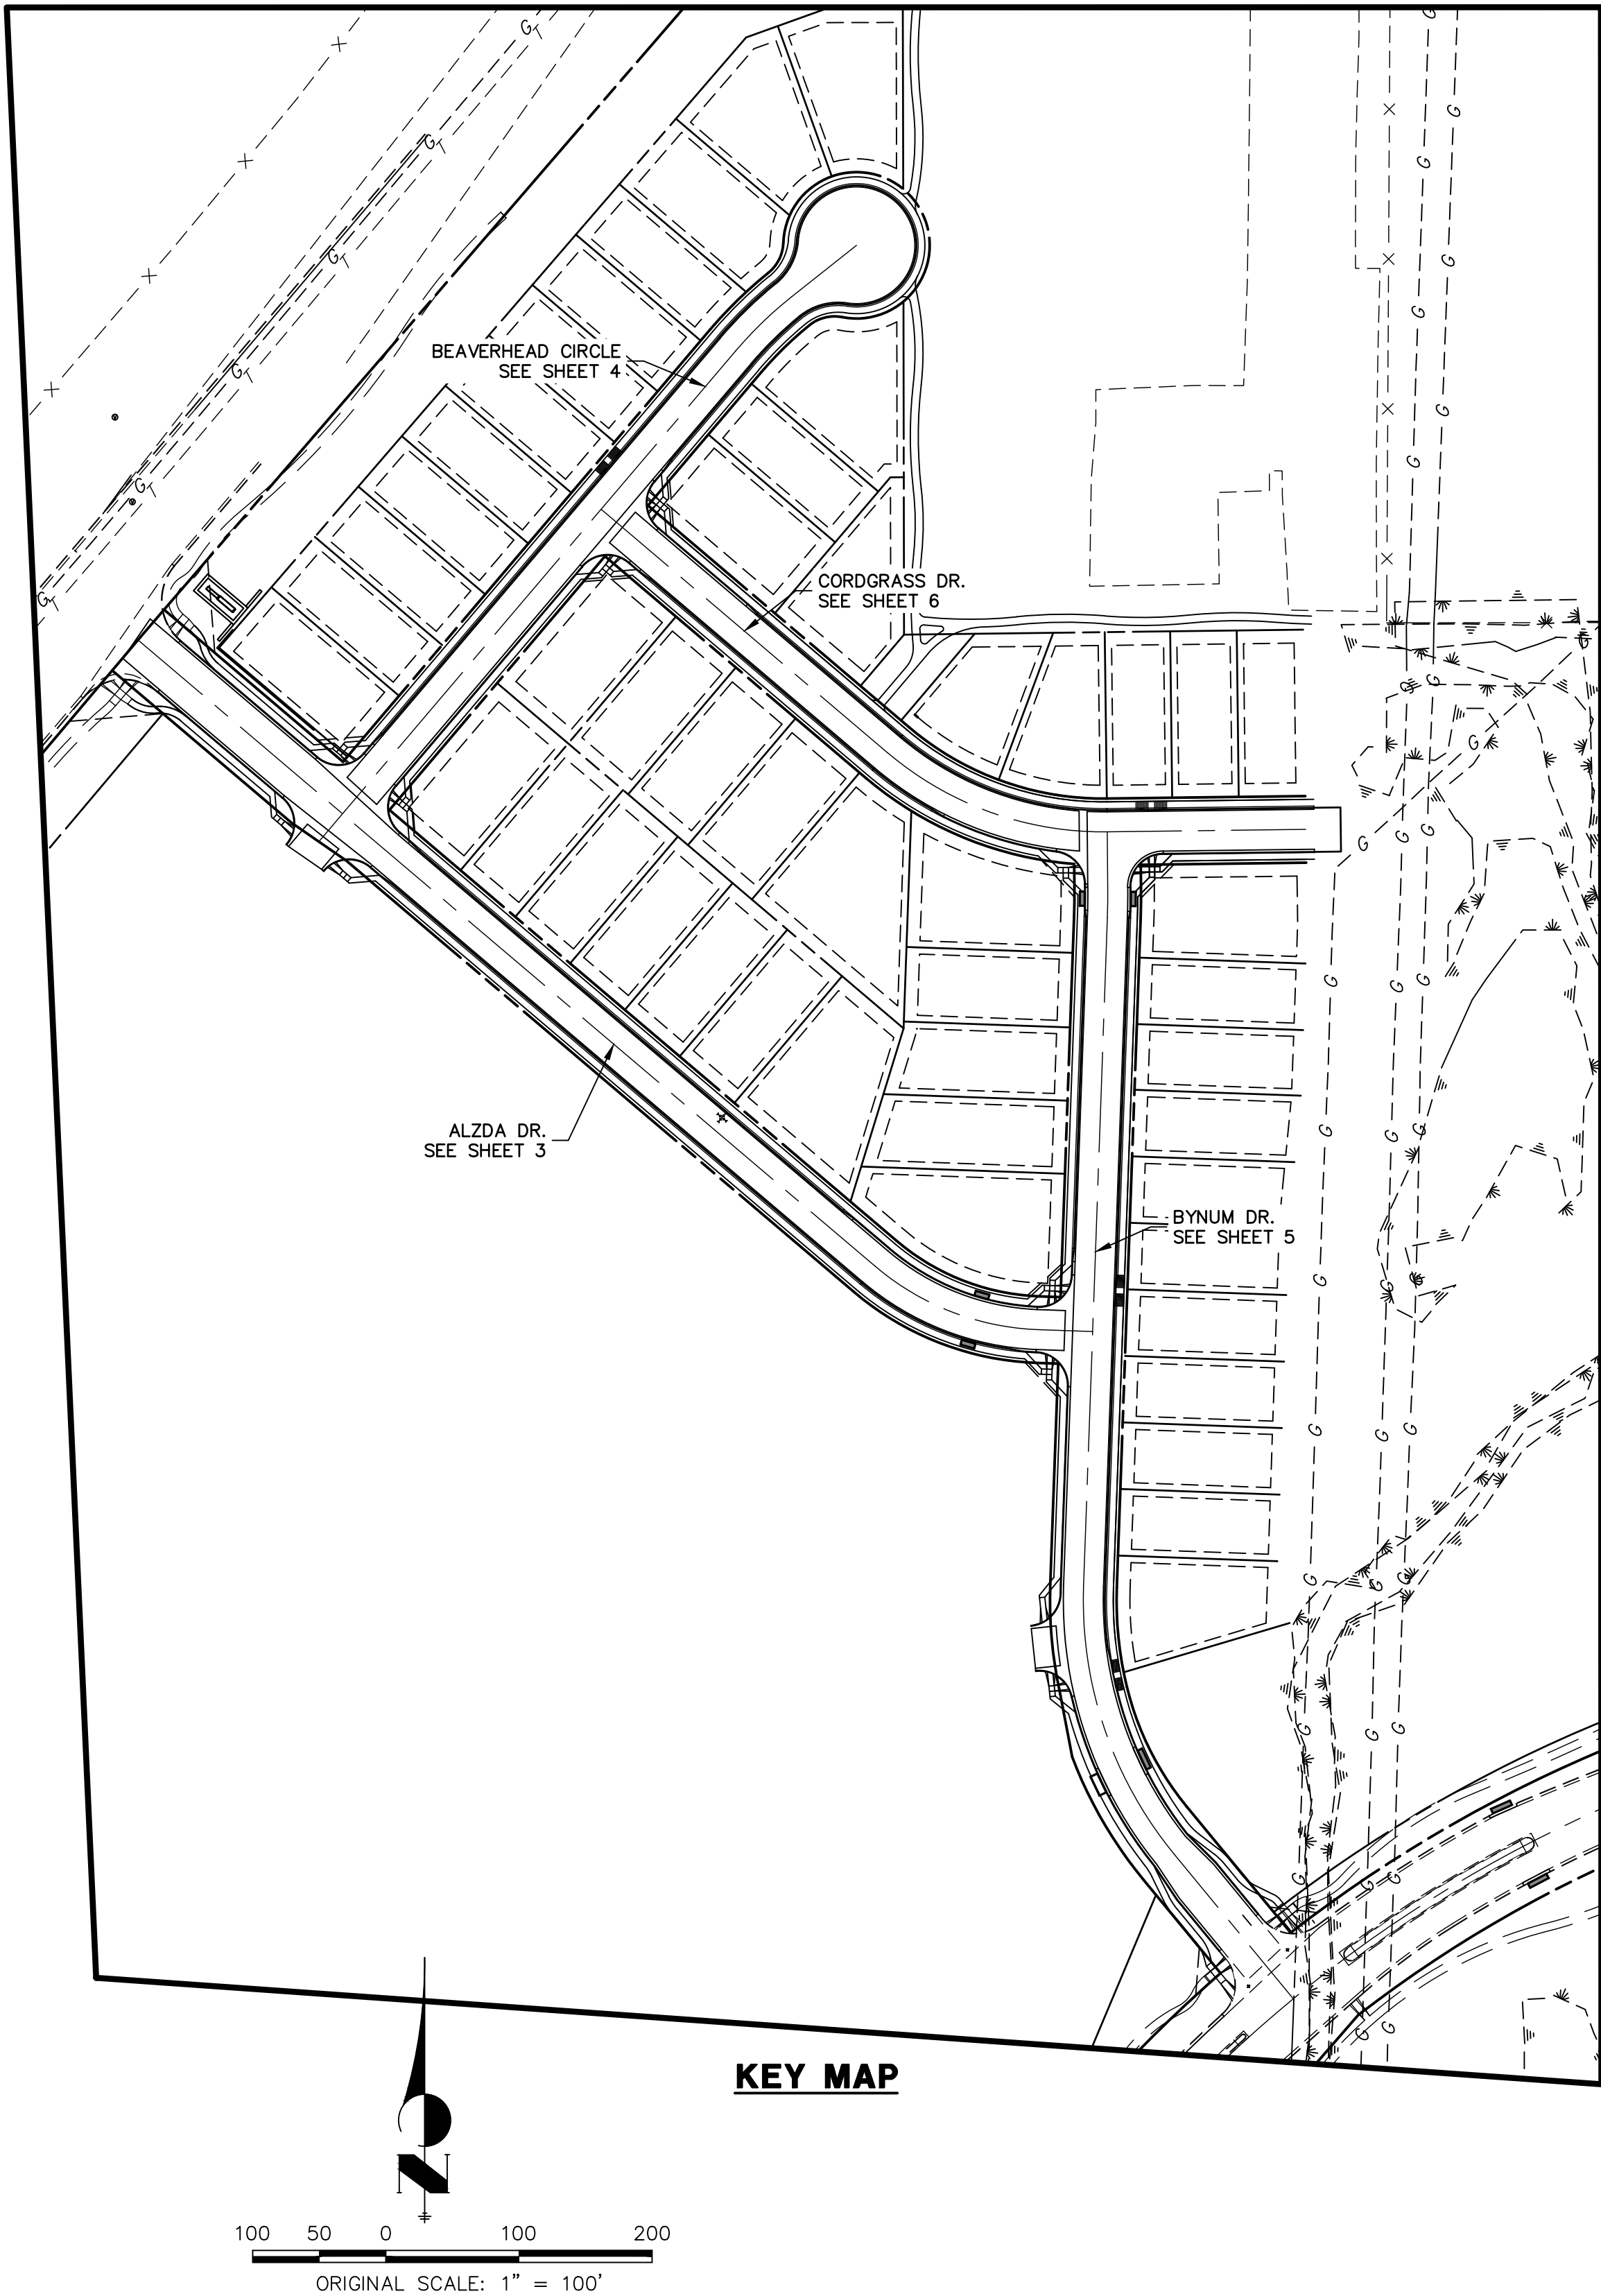 BEAVERHEAD CIRCLE
SEE SHEET 4
CORDGRASS DR.
SEE SHEET 6
ALZDA DR.
SEE SHEET 3
BYNUM DR.
SEE SHEET 5
KEY MAP
N
100 50 0 100 200
ORIGINAL SCALE: 1" = 100'